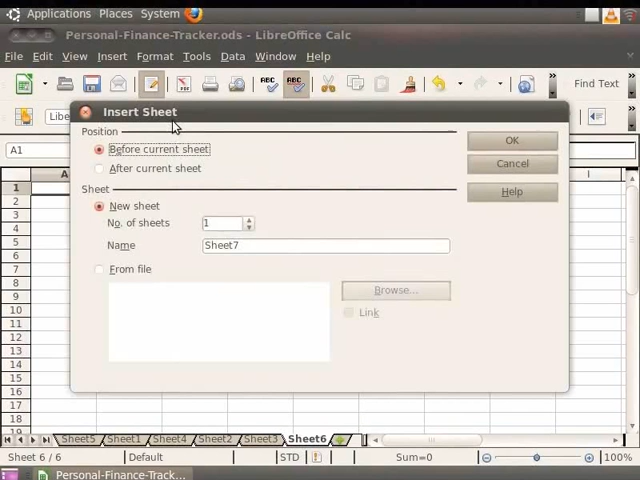 Applications Places System
Personal-Finance-Tracker.ods - LibreOffice Calc
File Edit View Insert Format Tools Data Window Help
PDF ABC ABC Find Text
Libe
Insert Sheet
Position
Before current sheet
After current sheet
OK
Cancel
Help
A1
Sheet
New sheet
No. of sheets 1
Name Sheet7
From file
Browse...
Link
A I
1
2
3
4
5
6
7
8
9
10
11
12
13
14
15
16
17
18
19
Sheet5 Sheet1 Sheet4 Sheet2 Sheet3 Sheet6
Sheet 6 / 6 Default STD Sum=0 100%
Personal-Finance-Track...